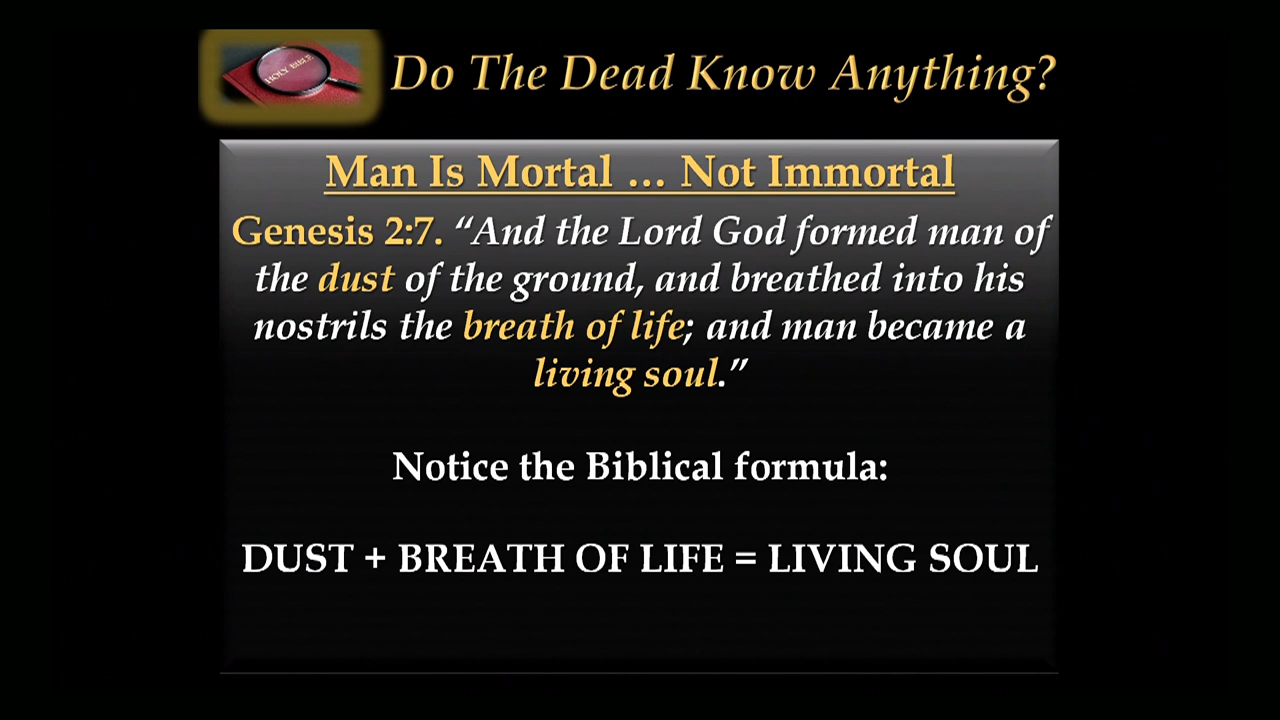 HOLY BIBLE
Do The Dead Know Anything?
Man Is Mortal … Not Immortal
Genesis 2:7. “And the Lord God formed man of
the dust of the ground, and breathed into his
nostrils the breath of life; and man became a
living soul.”
Notice the Biblical formula:
DUST + BREATH OF LIFE = LIVING SOUL